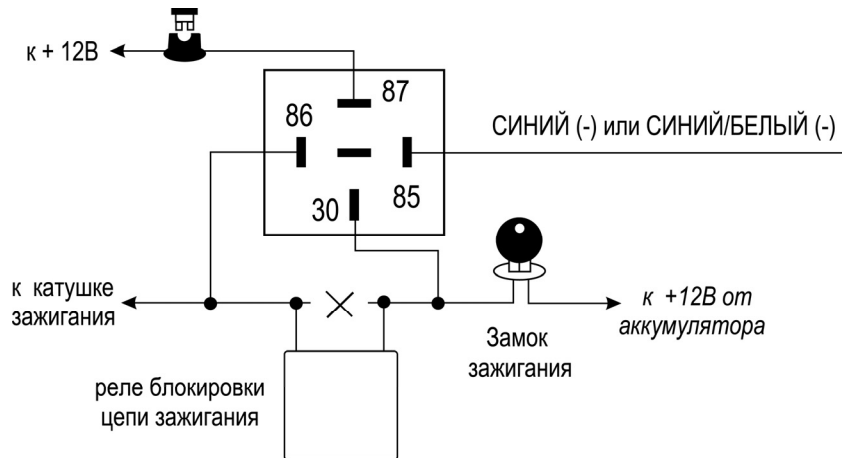 к + 12В
87
86
СИНИЙ (-) или СИНИЙ/БЕЛЫЙ (-)
30
85
к катушке
зажигания
к +12В от
аккумулятора
Замок
зажигания
реле блокировки
цепи зажигания